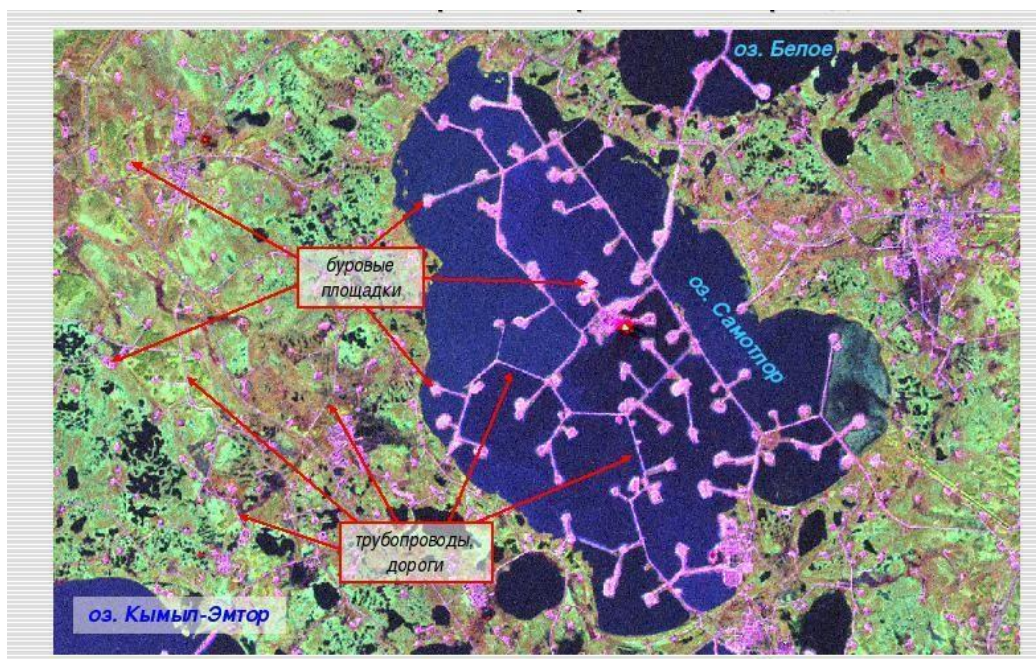 оз. Белое
буровые
площадки
оз. Самотлор
трубопроводы,
дороги
оз. Кымыл-Эмтор